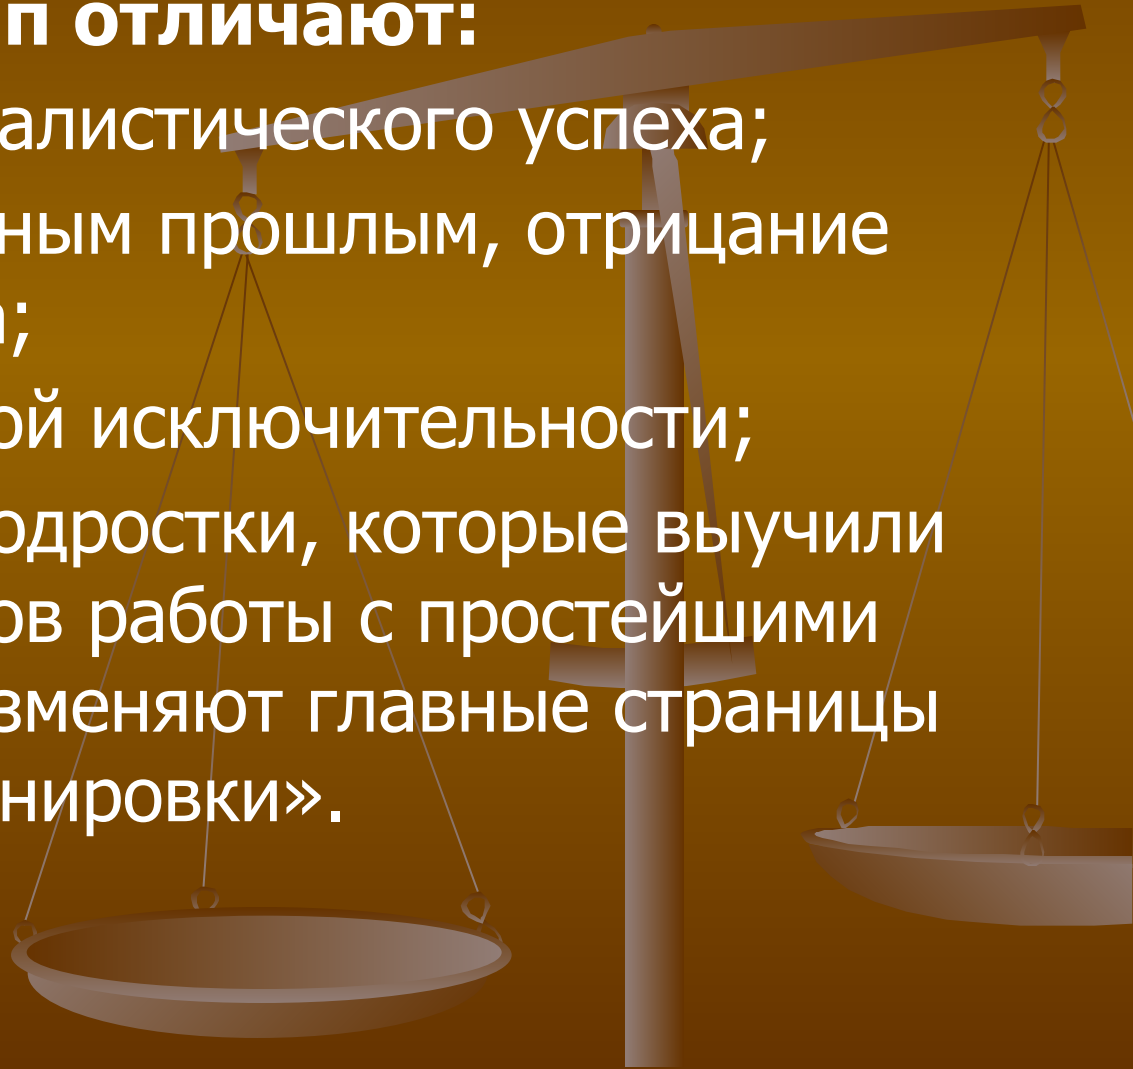 п отличают:
алистического успеха;
ным прошлым, отрицание
а;
ой исключительности;
одростки, которые выучили
ов работы с простейшими
зменяют главные страницы
нировки».